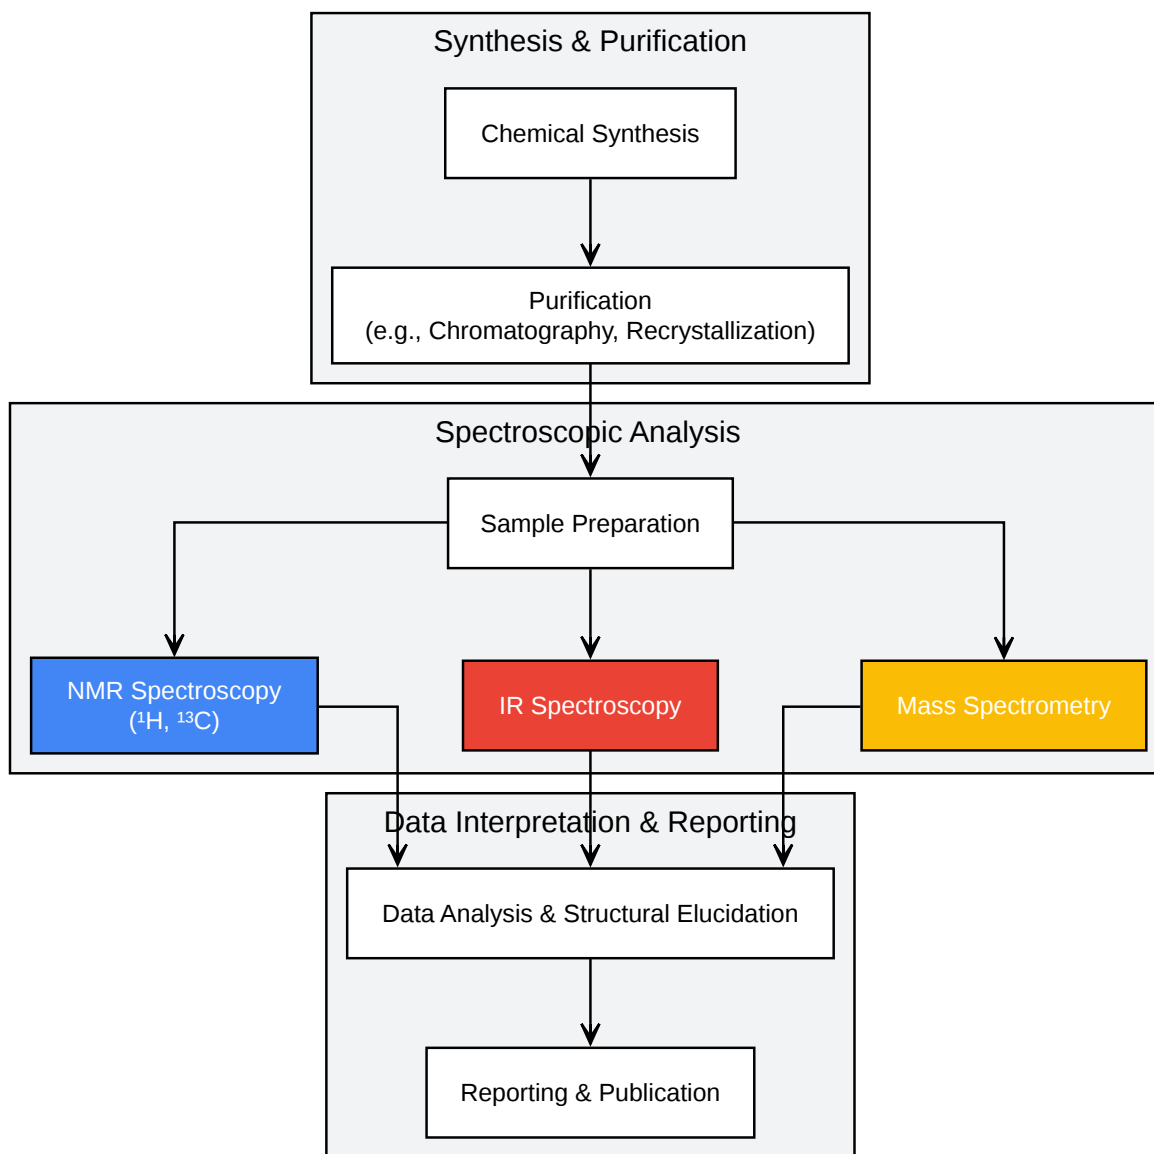 Synthesis & Purification
Chemical Synthesis
Purification
(e.g., Chromatography, Recrystallization)
Spectroscopic Analysis
Sample Preparation
NMR Spectroscopy
(¹H, ¹³C)
IR Spectroscopy
Mass Spectrometry
Data Interpretation & Reporting
Data Analysis & Structural Elucidation
Reporting & Publication